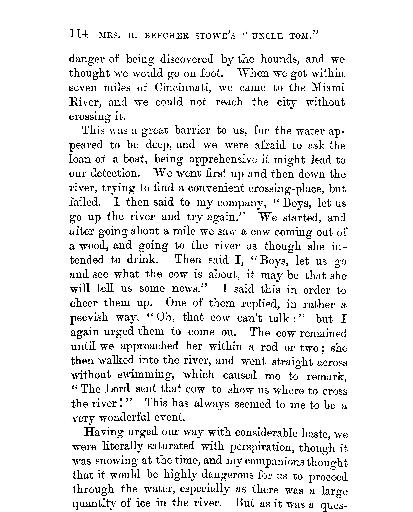 114 MRS. H. BEECHER STOWE'S "UNCLE TOM."
danger of being discovered by the hounds, and we
thought we would go on foot. When we got within
seven miles of Cincinnati, we came to the Miami
River, and we could not reach the city without
crossing it.
This was a great barrier to us, for the water ap-
peared to be deep, and we were afraid to ask the
loan of a boat, being apprehensive it might lead to
our detection. We went first up and then down the
river, trying to find a convenient crossing-place, but
failed. I then said to my company, "Boys, let us
go up the river and try again." We started, and
after going about a mile we saw a cow coming out of
a wood, and going to the river as though she in-
tended to drink. Then said I, "Boys, let us go
and see what the cow is about, it may be that she
will tell us some news." I said this in order to
cheer them up. One of them replied, in rather a
peevish way, "Oh, that cow can't talk;" but I
again urged them to come on. The cow remained
until we approached her within a rod or two; she
then walked into the river, and went straight across
without swimming, which caused me to remark,
"The Lord sent that cow to show us where to cross
the river!" This has always seemed to me to be a
very wonderful event.
Having urged our way with considerable haste, we
were literally saturated with perspiration, though it
was snowing at the time, and my companions thought
that it would be highly dangerous for us to proceed
through the water, especially as there was a large
quantity of ice in the river. But as it was a ques-